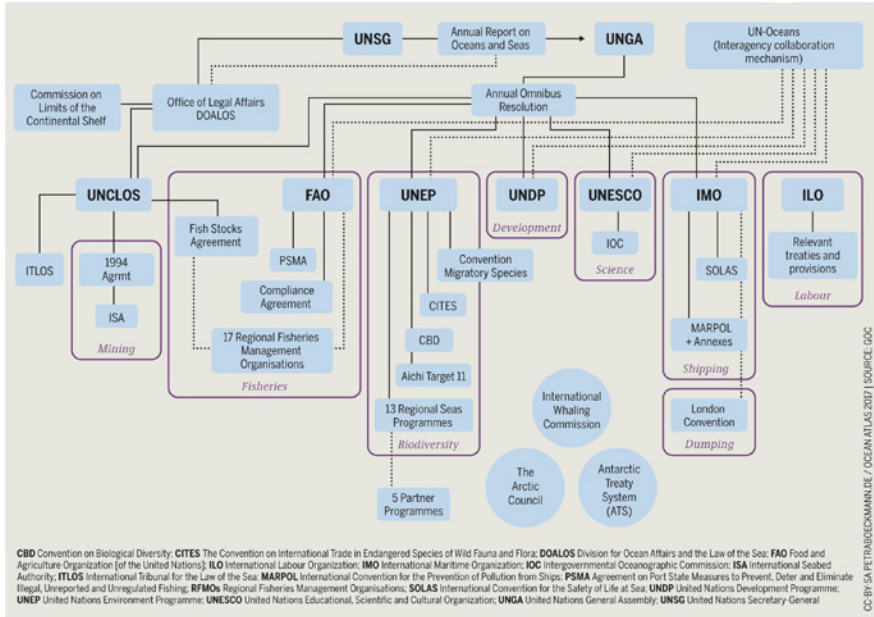 UNSG
Annual Report on
Oceans and Seas
UNGA
UN-Oceans
(Interagency collaboration
mechanism)
Commission on
Limits of the
Continental Shelf
Office of Legal Affairs
DOALOS
Annual Omnibus
Resolution
UNCLOS
FAO
UNEP
UNDP
UNESCO
IMO
ILO
Fish Stocks
Agreement
Development
ITLOS
1994
Agrmt
ISA
Mining
PSMA
Compliance
Agreement
17 Regional Fisheries
Management
Organisations
Fisheries
Convention
Migratory Species
CITES
CBD
Aichi Target 11
13 Regional Seas
Programmes
Biodiversity
5 Partner
Programmes
IOC
Science
SOLAS
MARPOL
+ Annexes
Shipping
Relevant
treaties and
provisions
Labour
London
Convention
Dumping
International
Whaling
Commission
The
Arctic
Council
Antarctic
Treaty
System
(ATS)
CBD Convention on Biological Diversity; CITES The Convention on International Trade in Endangered Species of Wild Fauna and Flora; DOALOS Division for Ocean Affairs and the Law of the Sea; FAO Food and
Agriculture Organization [of the United Nations]; ILO International Labour Organization; IMO International Maritime Organization; IOC Intergovernmental Oceanographic Commission; ISA International Seabed
Authority; ITLOS International Tribunal for the Law of the Sea; MARPOL International Convention for the Prevention of Pollution from Ships; PSMA Agreement on Port State Measures to Prevent, Deter and Eliminate
Illegal, Unreported and Unregulated Fishing; RFMOs Regional Fisheries Management Organisations; SOLAS International Convention for the Safety of Life at Sea; UNDP United Nations Development Programme;
UNEP United Nations Environment Programme; UNESCO United Nations Educational, Scientific and Cultural Organization; UNGA United Nations General Assembly; UNSG United Nations Secretary-General
CC-BY-SA PETRABOECKMANN.DE / OCEAN ATLAS 2017 | SOURCE: GOC